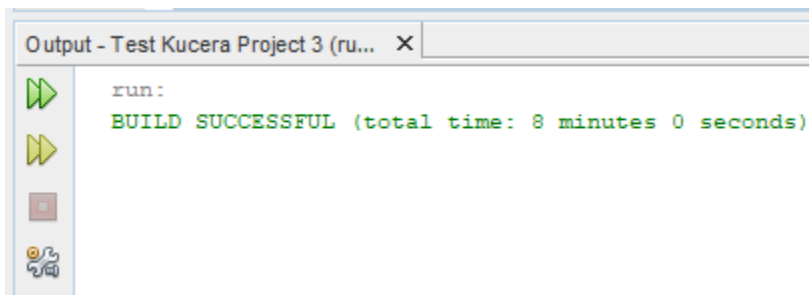 Output - Test Kucera Project 3 (ru...
run:
BUILD SUCCESSFUL (total time: 8 minutes 0 seconds)